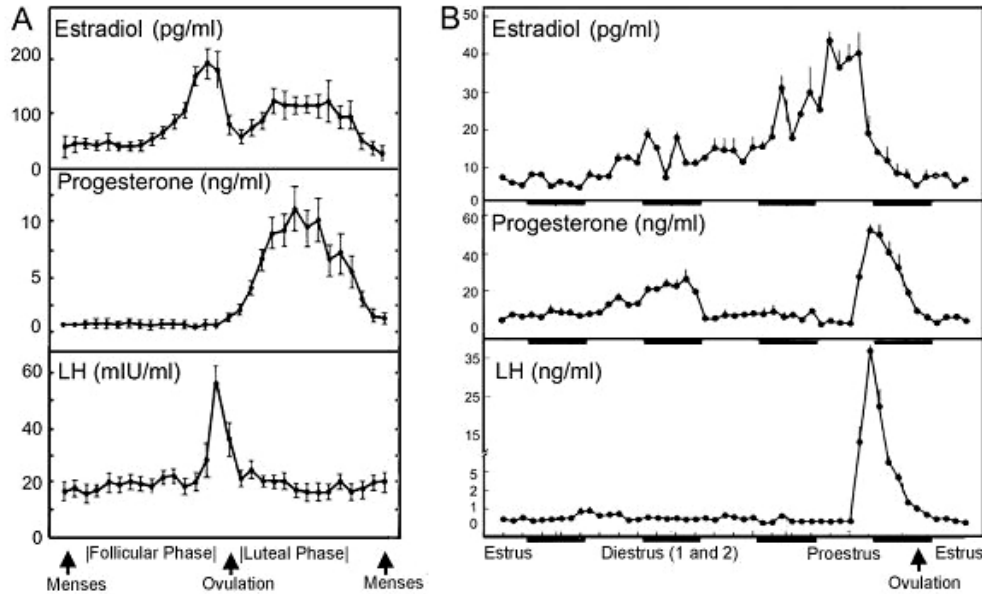 A
Estradiol (pg/ml)
200
100
0
Progesterone (ng/ml)
10
5
0
LH (mIU/ml)
60
40
20
0
|Follicular Phase| |Luteal Phase|
Menses Ovulation Menses
B
Estradiol (pg/ml)
50
40
30
20
10
0
Progesterone (ng/ml)
60
40
20
0
LH (ng/ml)
35
25
15
5
2
1
0
Estrus Diestrus (1 and 2) Proestrus Estrus
Ovulation